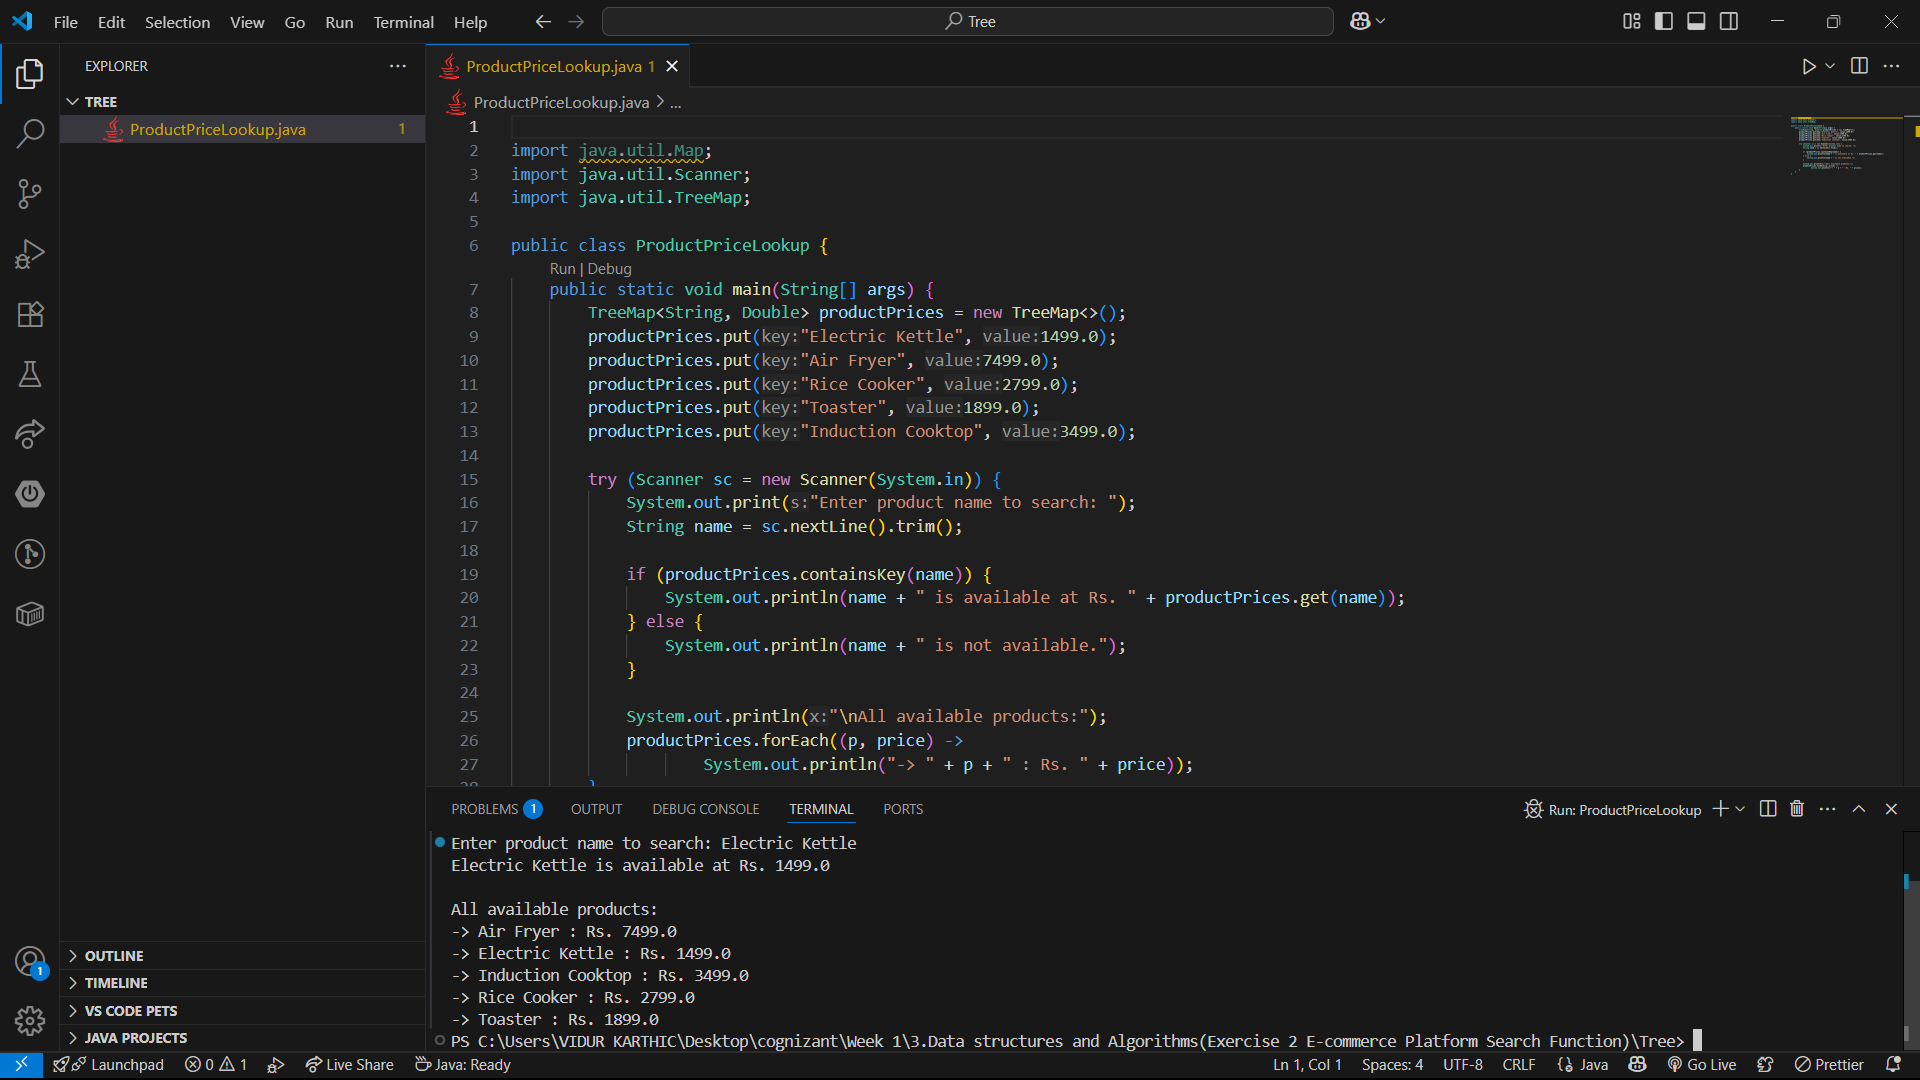 File Edit Selection View Go Run Terminal Help
Tree
EXPLORER
TREE
ProductPriceLookup.java 1
OUTLINE
TIMELINE
VS CODE PETS
JAVA PROJECTS
ProductPriceLookup.java 1
ProductPriceLookup.java > ...
1
2 import java.util.Map;
3 import java.util.Scanner;
4 import java.util.TreeMap;
5
6 public class ProductPriceLookup {
Run | Debug
7 public static void main(String[] args) {
8 TreeMap<String, Double> productPrices = new TreeMap<>();
9 productPrices.put(key:"Electric Kettle", value:1499.0);
10 productPrices.put(key:"Air Fryer", value:7499.0);
11 productPrices.put(key:"Rice Cooker", value:2799.0);
12 productPrices.put(key:"Toaster", value:1899.0);
13 productPrices.put(key:"Induction Cooktop", value:3499.0);
14
15 try (Scanner sc = new Scanner(System.in)) {
16 System.out.print(s:"Enter product name to search: ");
17 String name = sc.nextLine().trim();
18
19 if (productPrices.containsKey(name)) {
20 System.out.println(name + " is available at Rs. " + productPrices.get(name));
21 } else {
22 System.out.println(name + " is not available.");
23 }
24
25 System.out.println(x:"\nAll available products:");
26 productPrices.forEach((p, price) ->
27 System.out.println("-> " + p + " : Rs. " + price));
PROBLEMS 1 OUTPUT DEBUG CONSOLE TERMINAL PORTS
Run: ProductPriceLookup
Enter product name to search: Electric Kettle
Electric Kettle is available at Rs. 1499.0
All available products:
-> Air Fryer : Rs. 7499.0
-> Electric Kettle : Rs. 1499.0
-> Induction Cooktop : Rs. 3499.0
-> Rice Cooker : Rs. 2799.0
-> Toaster : Rs. 1899.0
PS C:\Users\VIDUR KARTHIC\Desktop\cognizant\Week 1\3.Data structures and Algorithms(Exercise 2 E-commerce Platform Search Function)\Tree>
1
Launchpad 0 1 Live Share Java: Ready
Ln 1, Col 1 Spaces: 4 UTF-8 CRLF {} Java Go Live Prettier